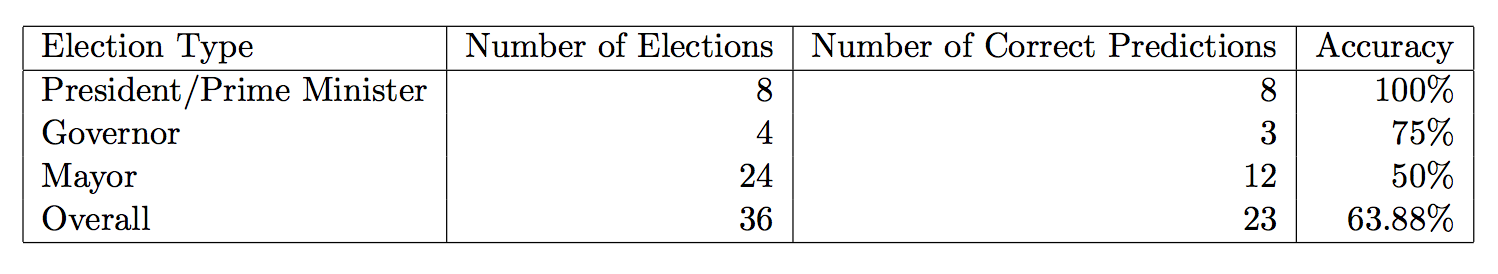 Election Type Number of Elections Number of Correct Predictions Accuracy
President/Prime Minister 8 8 100%
Governor 4 3 75%
Mayor 24 12 50%
Overall 36 23 63.88%